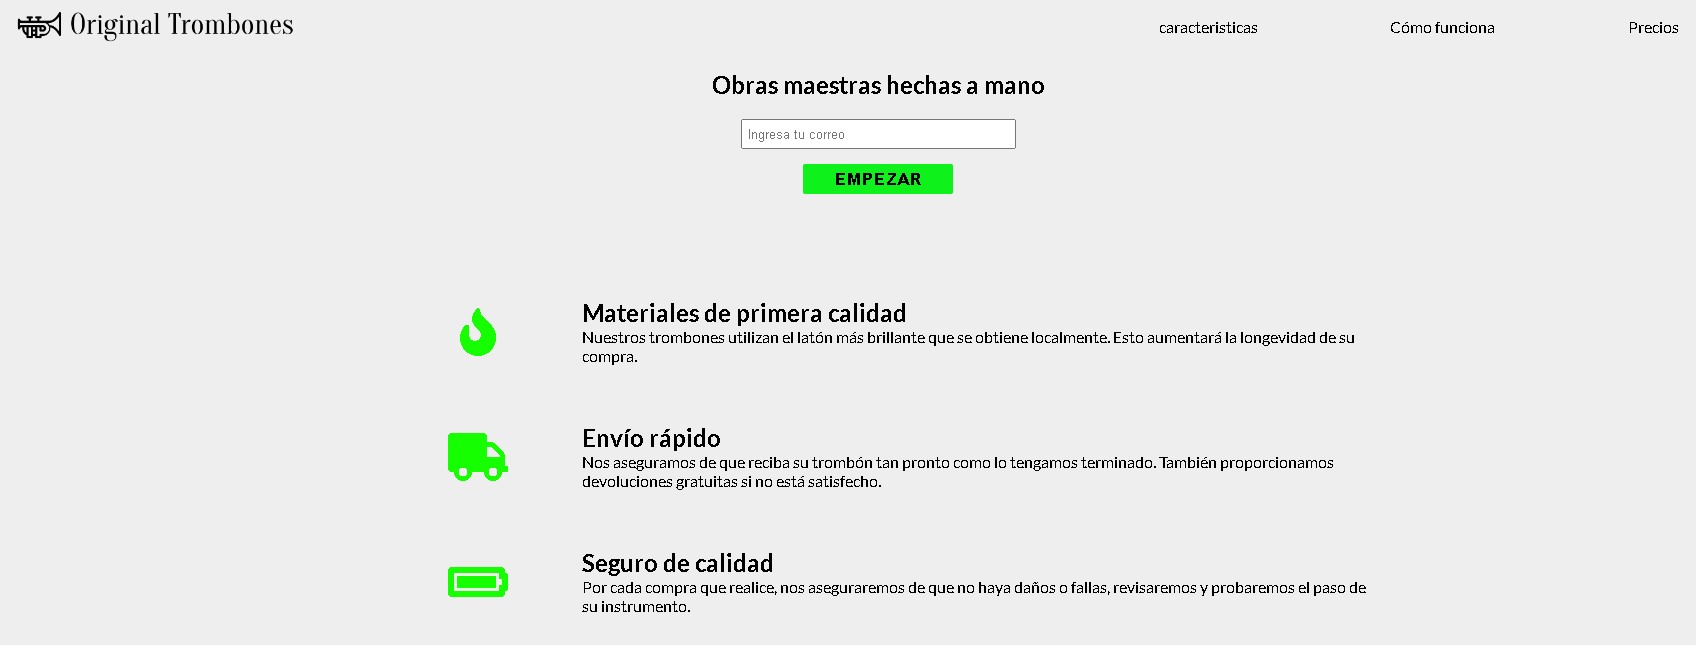 Original Trombones
caracteristicas
Cómo funciona
Precios
Obras maestras hechas a mano
Ingresa tu correo
EMPEZAR
Materiales de primera calidad
Nuestros trombones utilizan el latón más brillante que se obtiene localmente. Esto aumentará la longevidad de su
compra.
Envío rápido
Nos aseguramos de que reciba su trombón tan pronto como lo tengamos terminado. También proporcionamos
devoluciones gratuitas si no está satisfecho.
Seguro de calidad
Por cada compra que realice, nos aseguraremos de que no haya daños o fallas, revisaremos y probaremos el paso de
su instrumento.